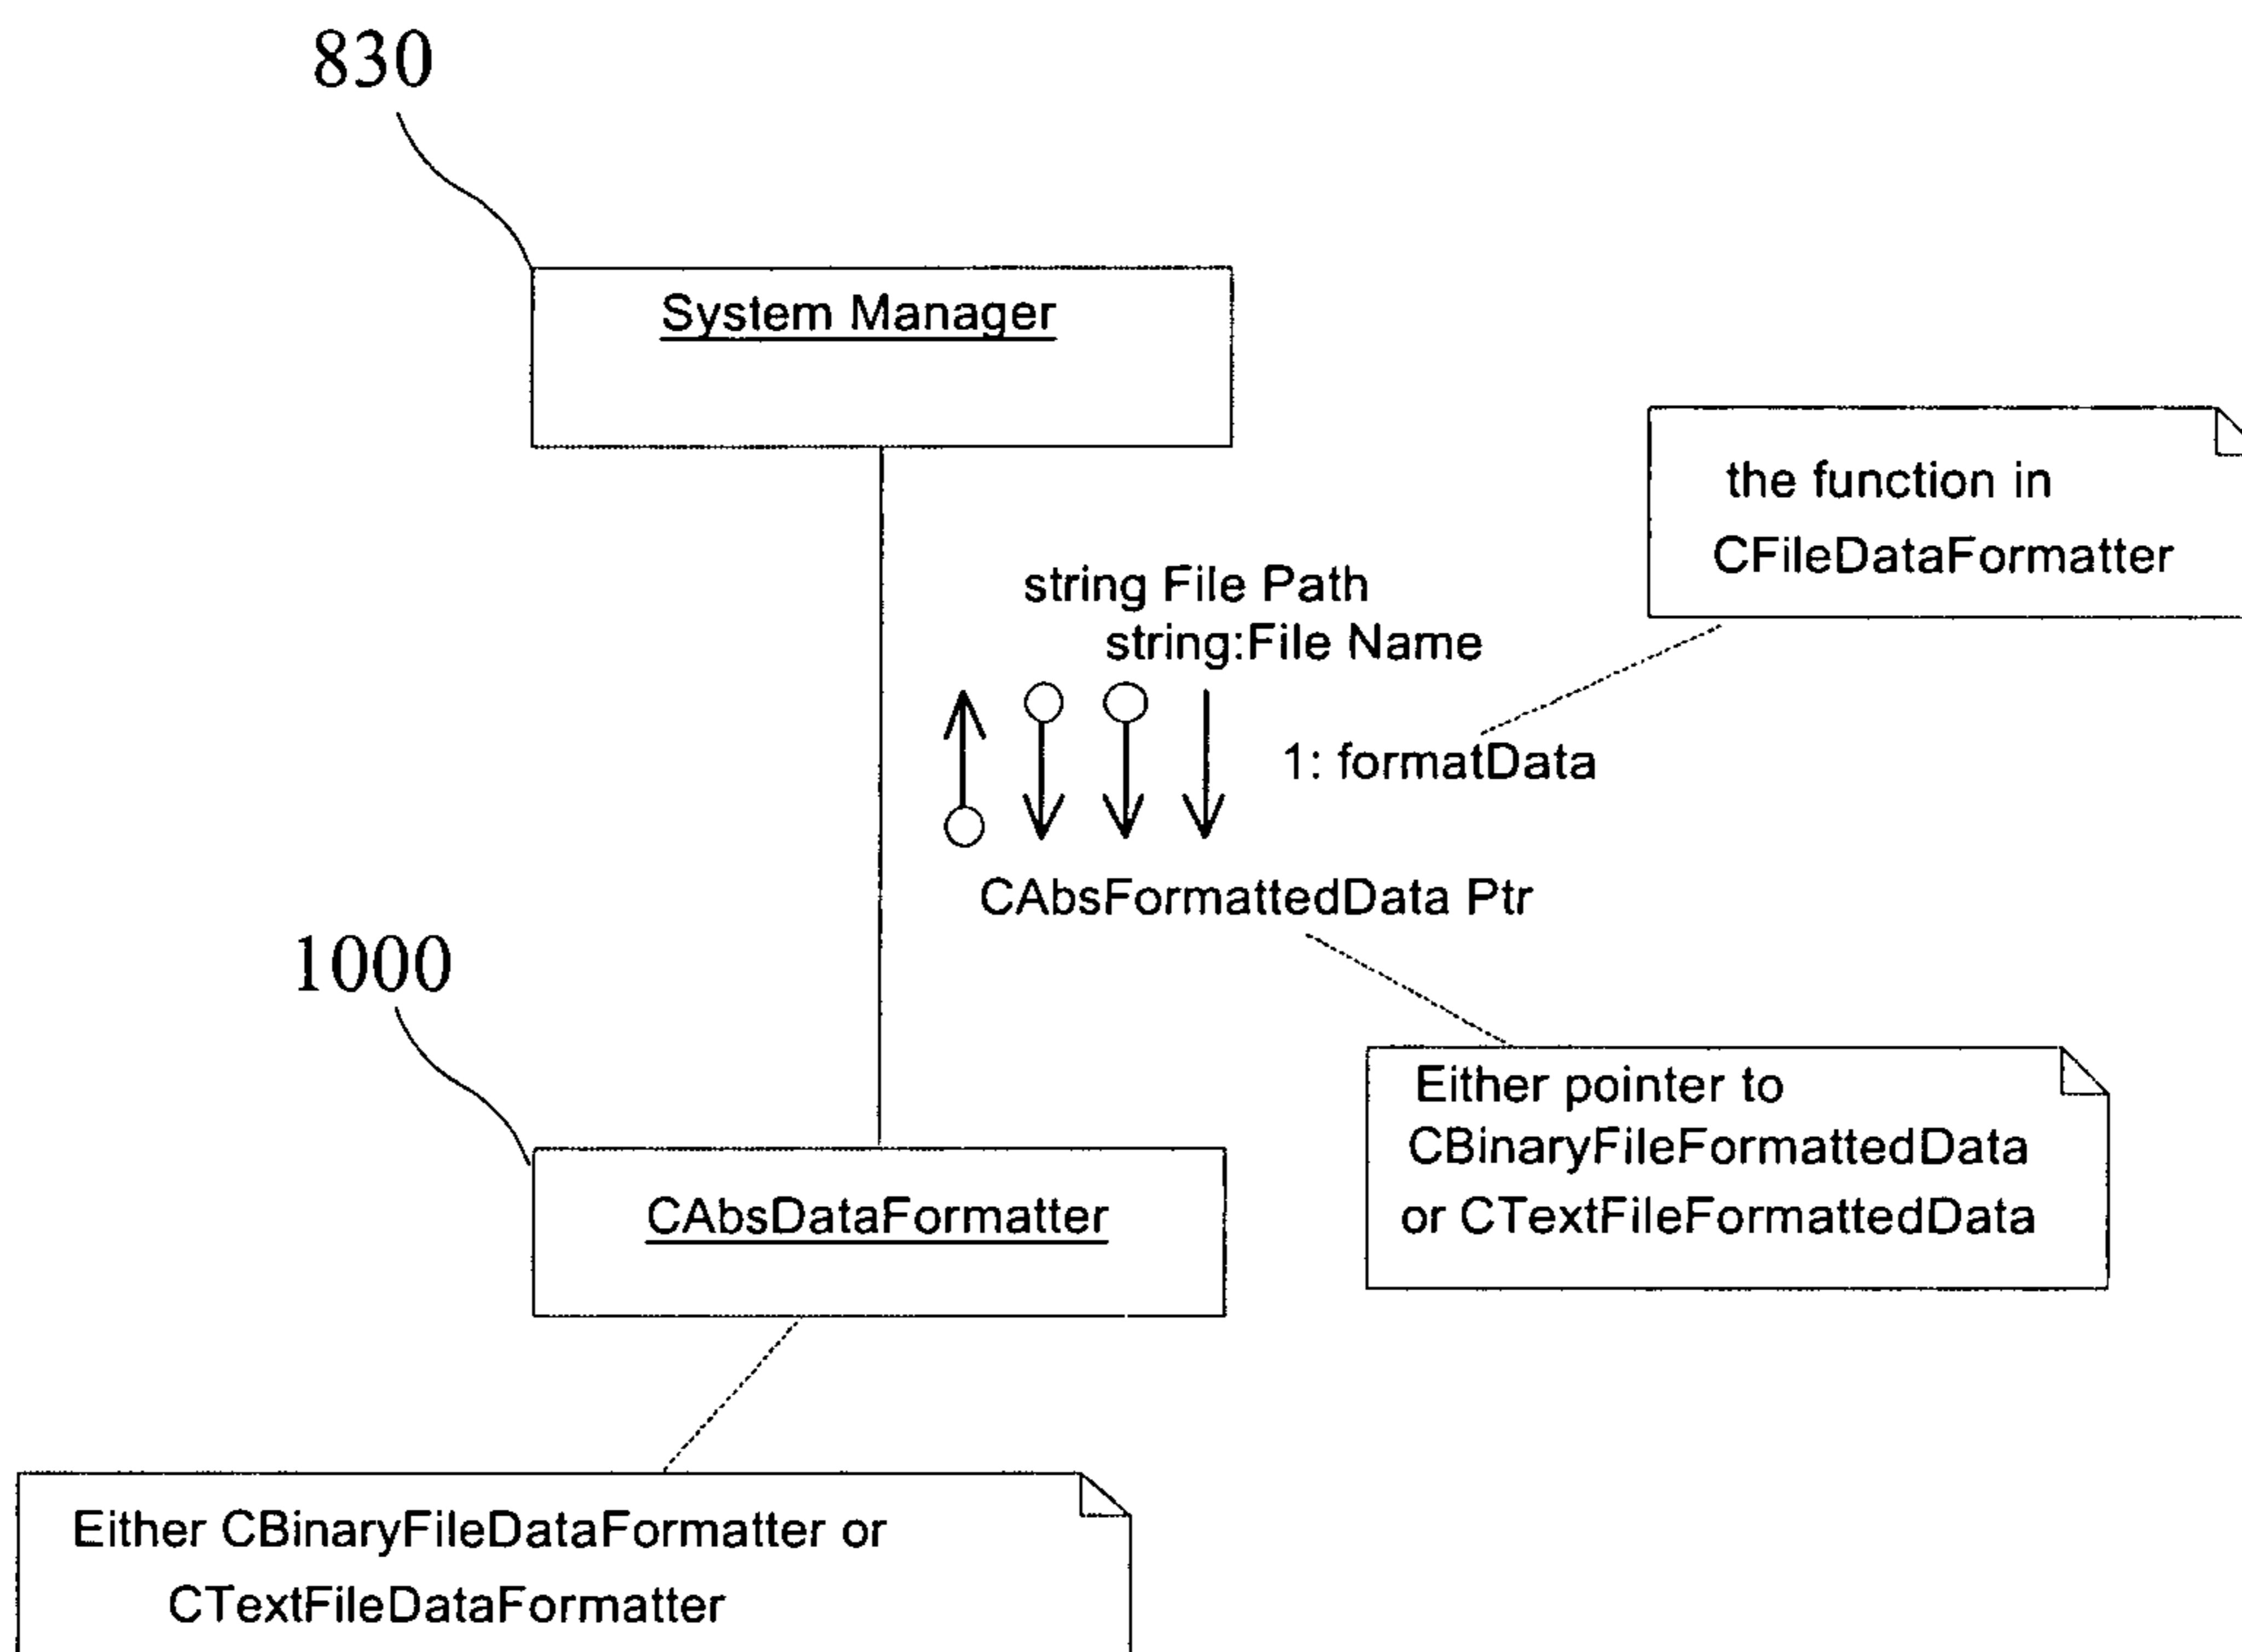 830
System Manager
the function in
CFileDataFormatter
string File Path
string:File Name
1: formatData
CAbsFormattedData Ptr
1000
Either pointer to
CBinaryFileFormattedData
or CTextFileFormattedData
CAbsDataFormatter
Either CBinaryFileDataFormatter or
CTextFileDataFormatter